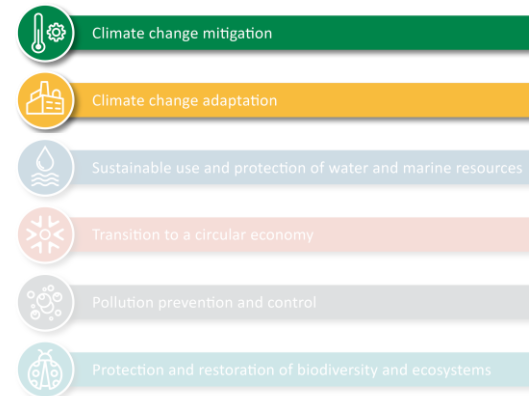 Climate change mitigation
Climate change adaptation
Sustainable use and protection of water and marine resources
Transition to a circular economy
Pollution prevention and control
Protection and restoration of biodiversity and ecosystems